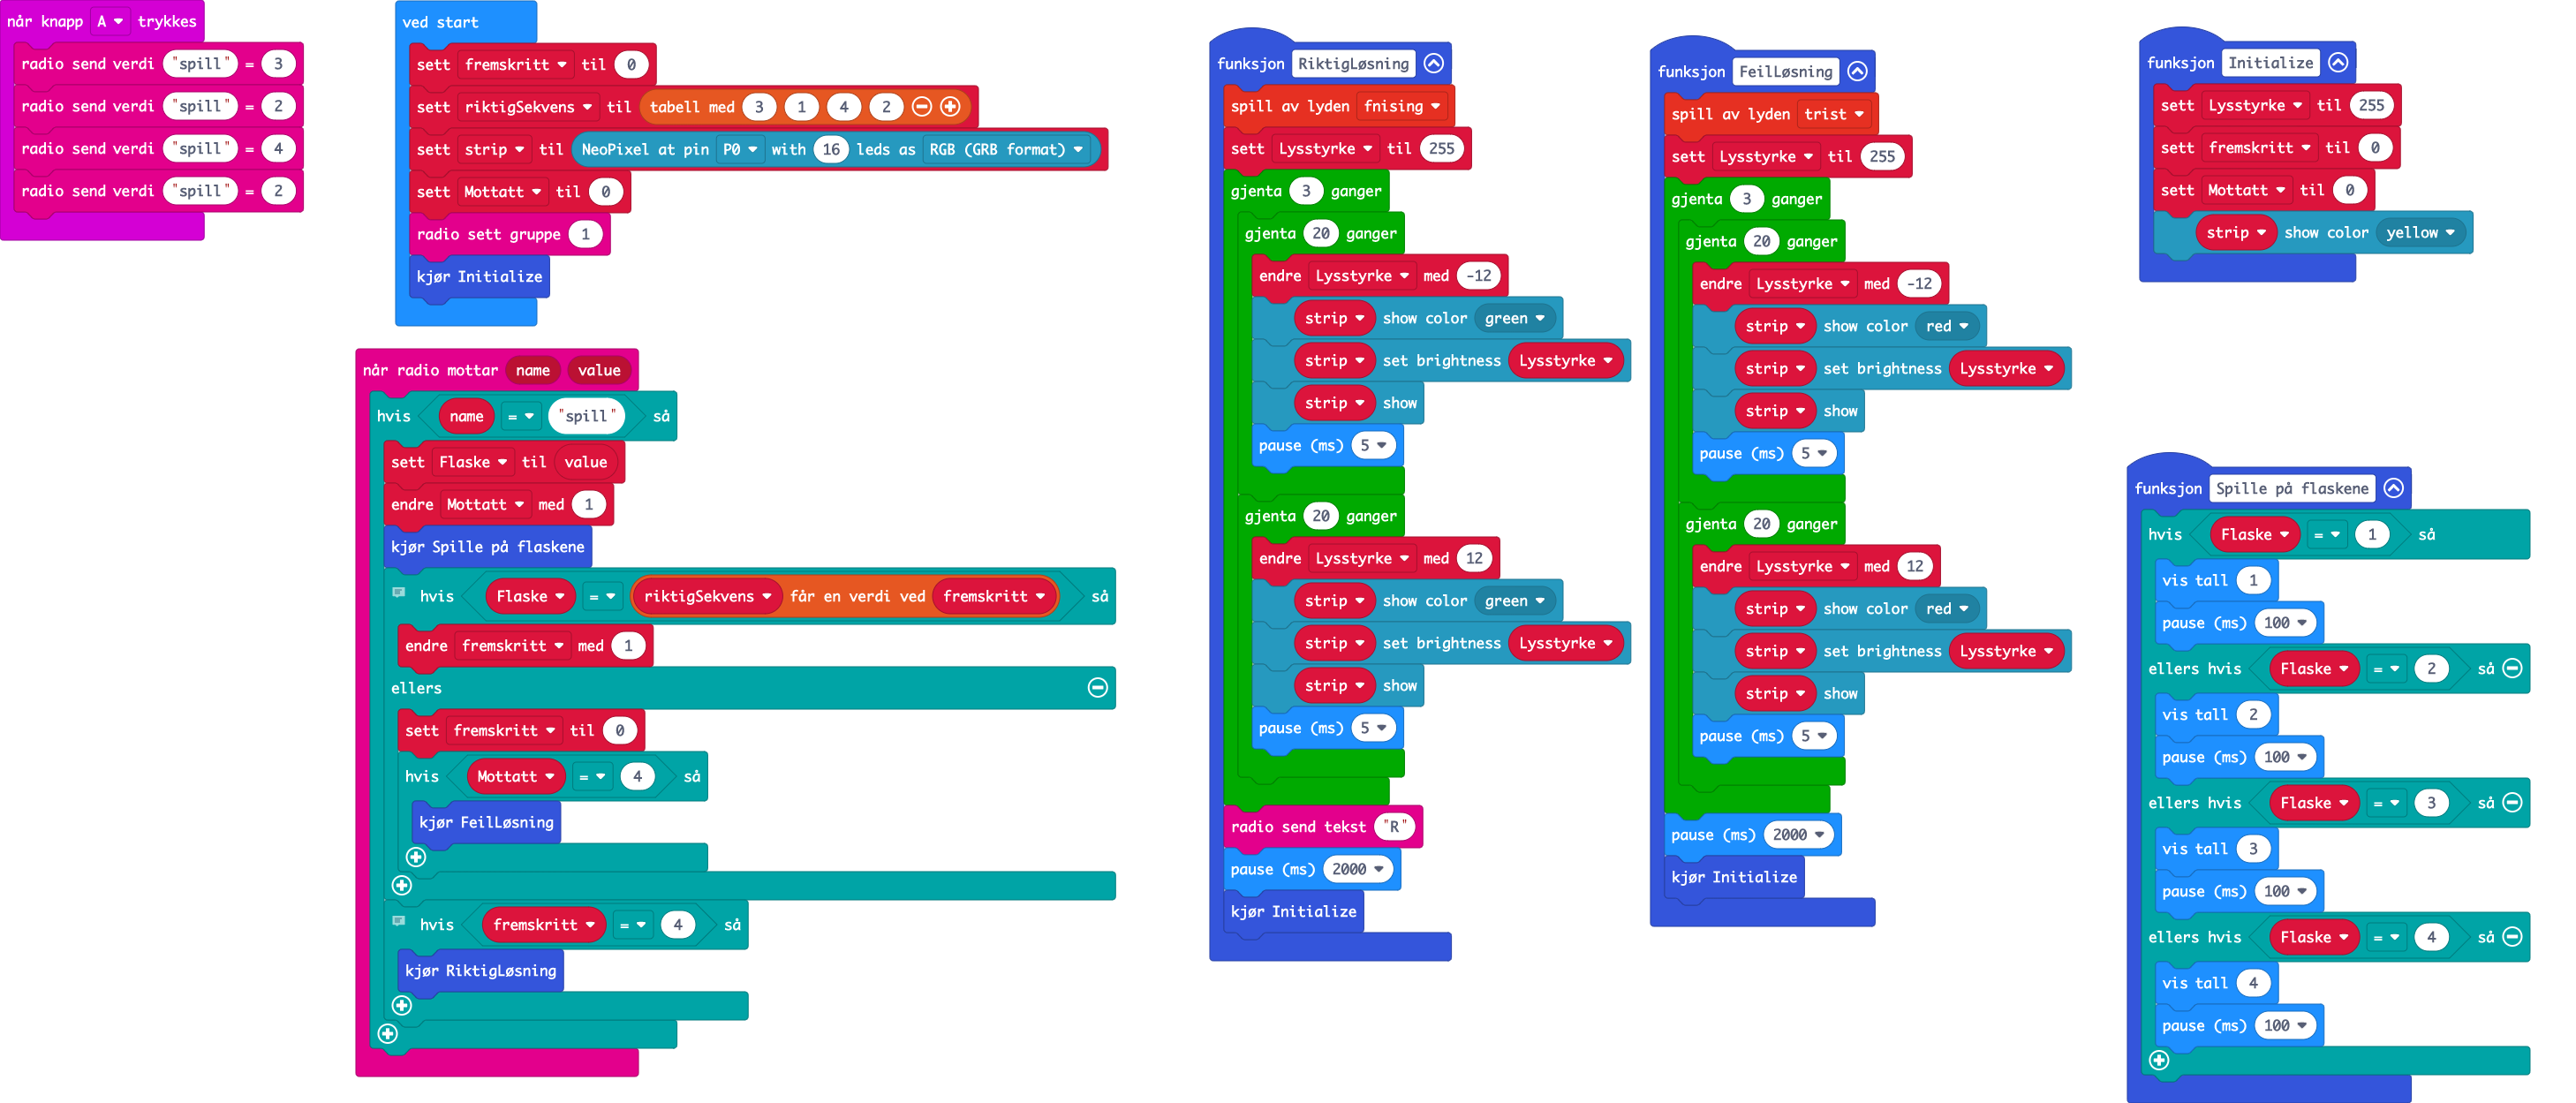 når knapp A trykkes
radio send verdi "spill" = 3
radio send verdi "spill" = 2
radio send verdi "spill" = 4
radio send verdi "spill" = 2
ved start
sett fremskritt til 0
sett riktigSekvens til tabell med 3 1 4 2
sett strip til NeoPixel at pin P0 with 16 leds as RGB (GRB format)
sett Mottatt til 0
radio sett gruppe 1
kjør Initialize
når radio mottar name value
hvis name = "spill" så
sett Flaske til value
endre Mottatt med 1
kjør Spille på flaskene
hvis Flaske = riktigSekvens får en verdi ved fremskritt så
endre fremskritt med 1
ellers
sett fremskritt til 0
hvis Mottatt = 4 så
kjør FeilLøsning
hvis fremskritt = 4 så
kjør RiktigLøsning
funksjon RiktigLøsning
spill av lyden fnising
sett Lysstyrke til 255
gjenta 3 ganger
gjenta 20 ganger
endre Lysstyrke med -12
strip show color green
strip set brightness Lysstyrke
strip show
pause (ms) 5
gjenta 20 ganger
endre Lysstyrke med 12
strip show color green
strip set brightness Lysstyrke
strip show
pause (ms) 5
radio send tekst "R"
pause (ms) 2000
kjør Initialize
funksjon FeilLøsning
spill av lyden trist
sett Lysstyrke til 255
gjenta 3 ganger
gjenta 20 ganger
endre Lysstyrke med -12
strip show color red
strip set brightness Lysstyrke
strip show
pause (ms) 5
gjenta 20 ganger
endre Lysstyrke med 12
strip show color red
strip set brightness Lysstyrke
strip show
pause (ms) 5
pause (ms) 2000
kjør Initialize
funksjon Initialize
sett Lysstyrke til 255
sett fremskritt til 0
sett Mottatt til 0
strip show color yellow
funksjon Spille på flaskene
hvis Flaske = 1 så
vis tall 1
pause (ms) 100
ellers hvis Flaske = 2 så
vis tall 2
pause (ms) 100
ellers hvis Flaske = 3 så
vis tall 3
pause (ms) 100
ellers hvis Flaske = 4 så
vis tall 4
pause (ms) 100